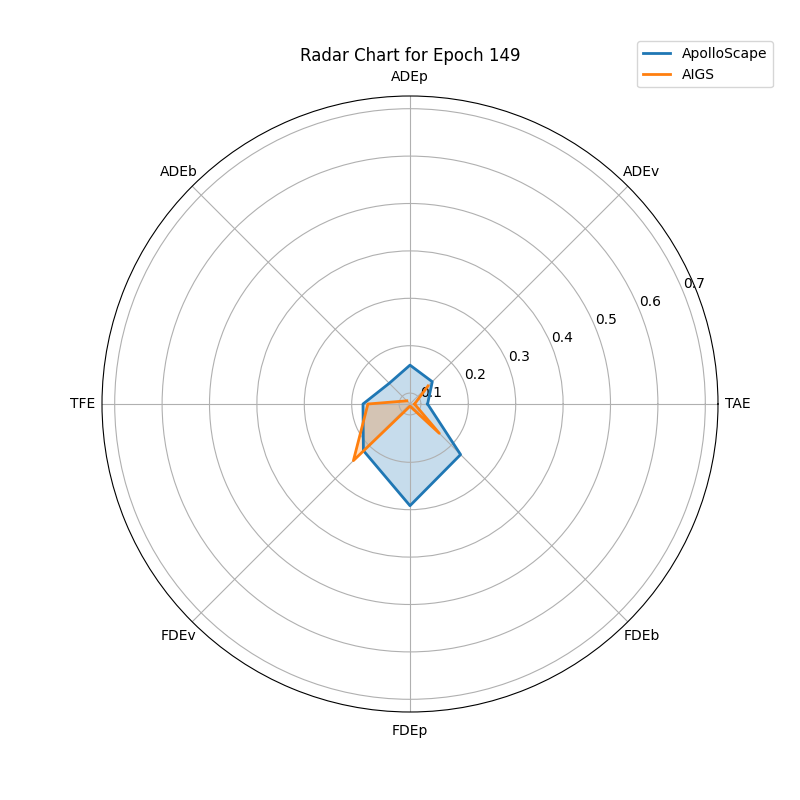 Radar Chart for Epoch 149
ApolloScape
AIGS
ADEp
ADEb
ADEv
0.7
0.6
0.5
0.4
0.3
0.2
0.1
TFE
TAE
FDEv
FDEb
FDEp